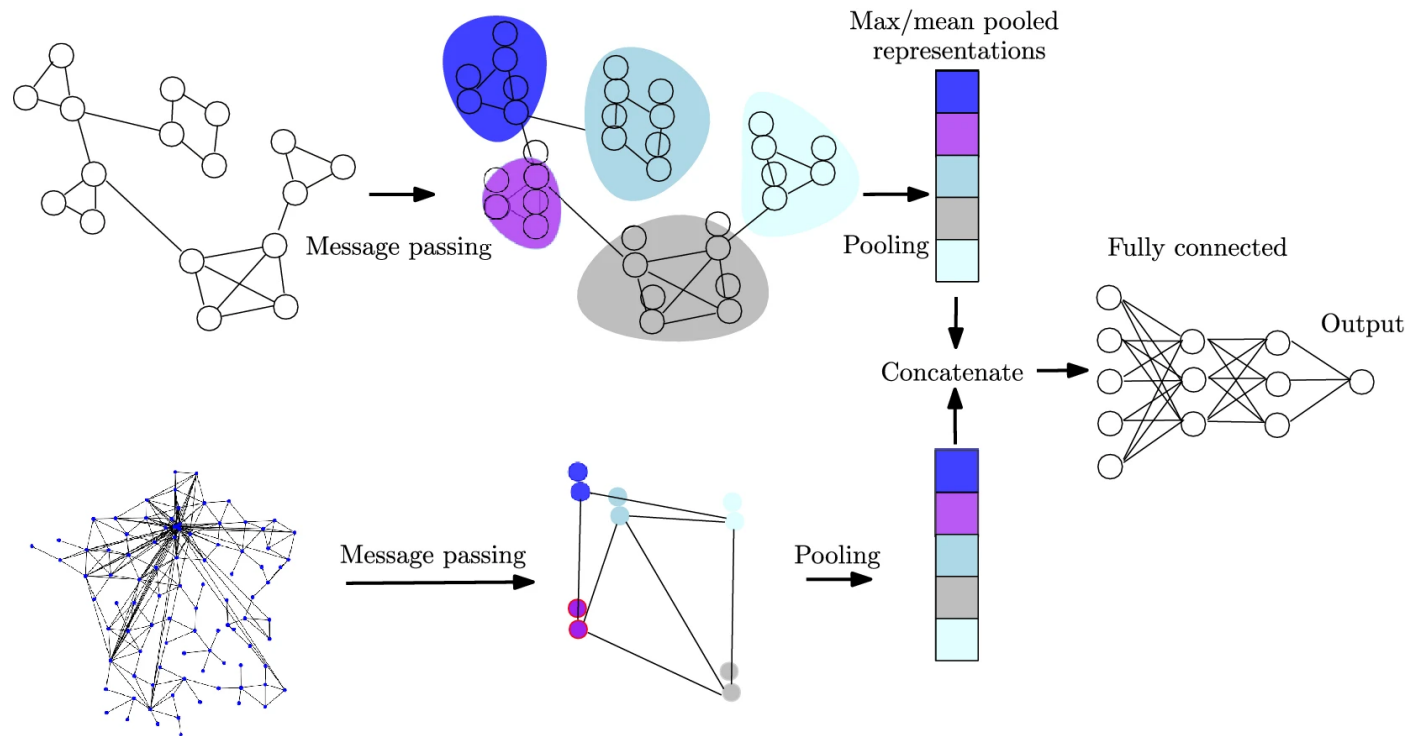 Max/mean pooled
representations
Message passing
Pooling
Fully connected
Output
Concatenate
Message passing
Pooling